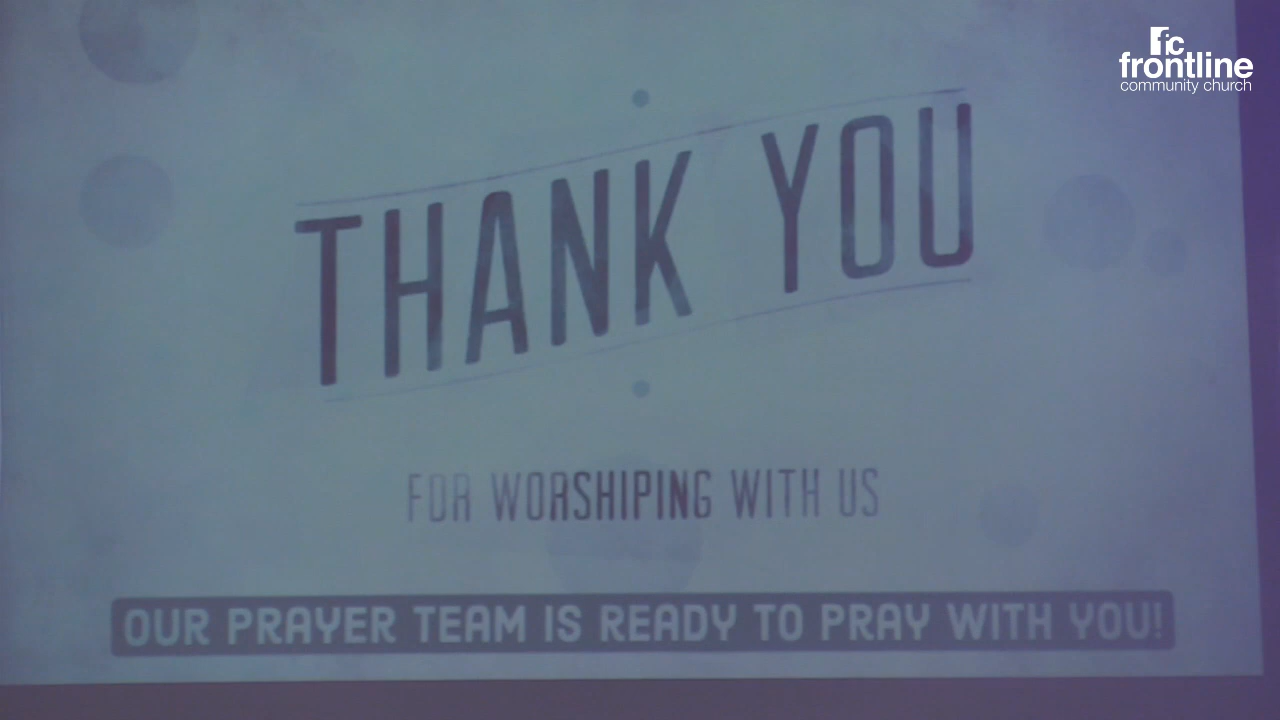 fc
frontline
community church
THANK YOU
FOR WORSHIPING WITH US
OUR PRAYER TEAM IS READY TO PRAY WITH YOU!